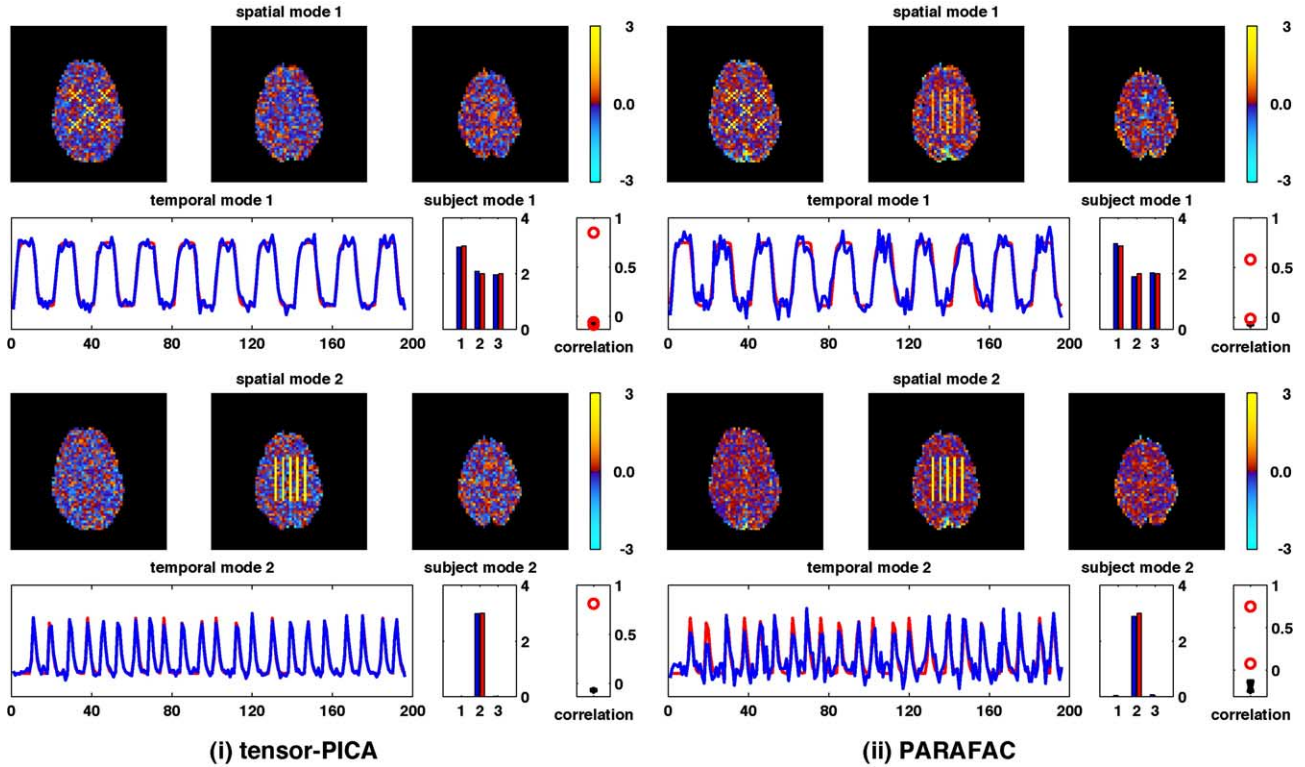 spatial mode 1
3
0.0
-3
temporal mode 1
subject mode 1
4
2
0
1
0.5
0
0 40 80 120 160 200
1 2 3
correlation
spatial mode 2
3
0.0
-3
temporal mode 2
subject mode 2
4
2
0
1
0.5
0
0 40 80 120 160 200
1 2 3
correlation
(i) tensor-PICA
spatial mode 1
3
0.0
-3
temporal mode 1
subject mode 1
4
2
0
1
0.5
0
0 40 80 120 160 200
1 2 3
correlation
spatial mode 2
3
0.0
-3
temporal mode 2
subject mode 2
4
2
0
1
0.5
0
0 40 80 120 160 200
1 2 3
correlation
(ii) PARAFAC